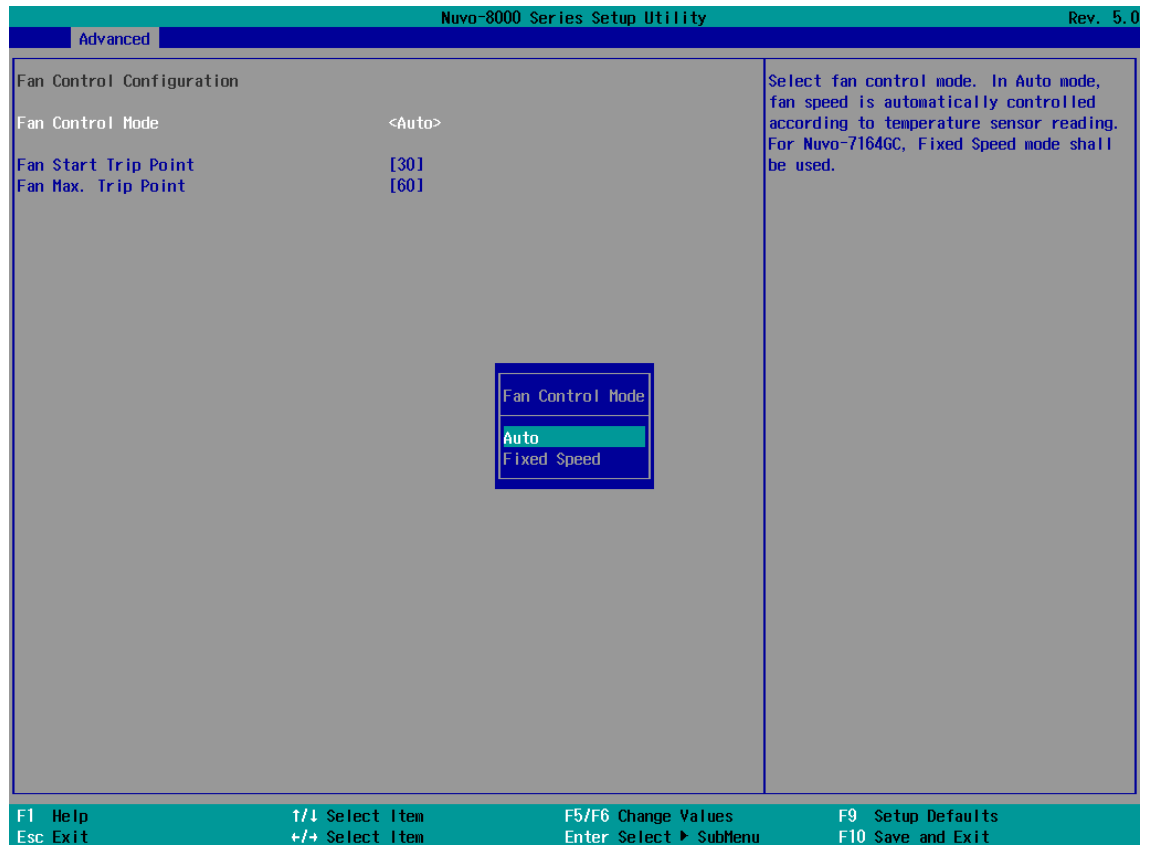 Nuvo-8000 Series Setup Utility Rev. 5.0
Advanced
Fan Control Configuration
Fan Control Mode <Auto>
Fan Start Trip Point [30]
Fan Max. Trip Point [60]
Select fan control mode. In Auto mode,
fan speed is automatically controlled
according to temperature sensor reading.
For Nuvo-7164GC, Fixed Speed mode shall
be used.
Fan Control Mode
Auto
Fixed Speed
F1 Help ↑/↓ Select Item F5/F6 Change Values F9 Setup Defaults
Esc Exit ←/→ Select Item Enter Select ▶ SubMenu F10 Save and Exit